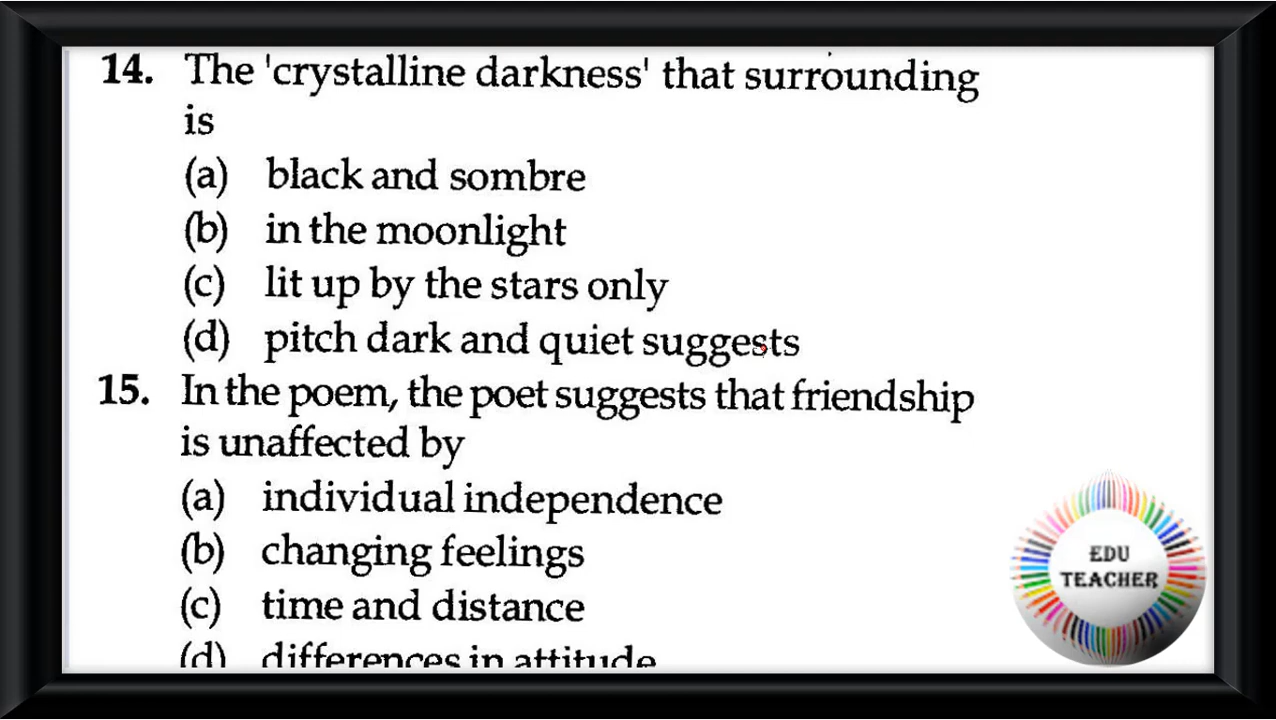 14. The 'crystalline darkness' that surrounding
is
(a) black and sombre
(b) in the moonlight
(c) lit up by the stars only
(d) pitch dark and quiet suggests
15. In the poem, the poet suggests that friendship
is unaffected by
(a) individual independence
(b) changing feelings
(c) time and distance
(d) differences in attitude
EDU
TEACHER